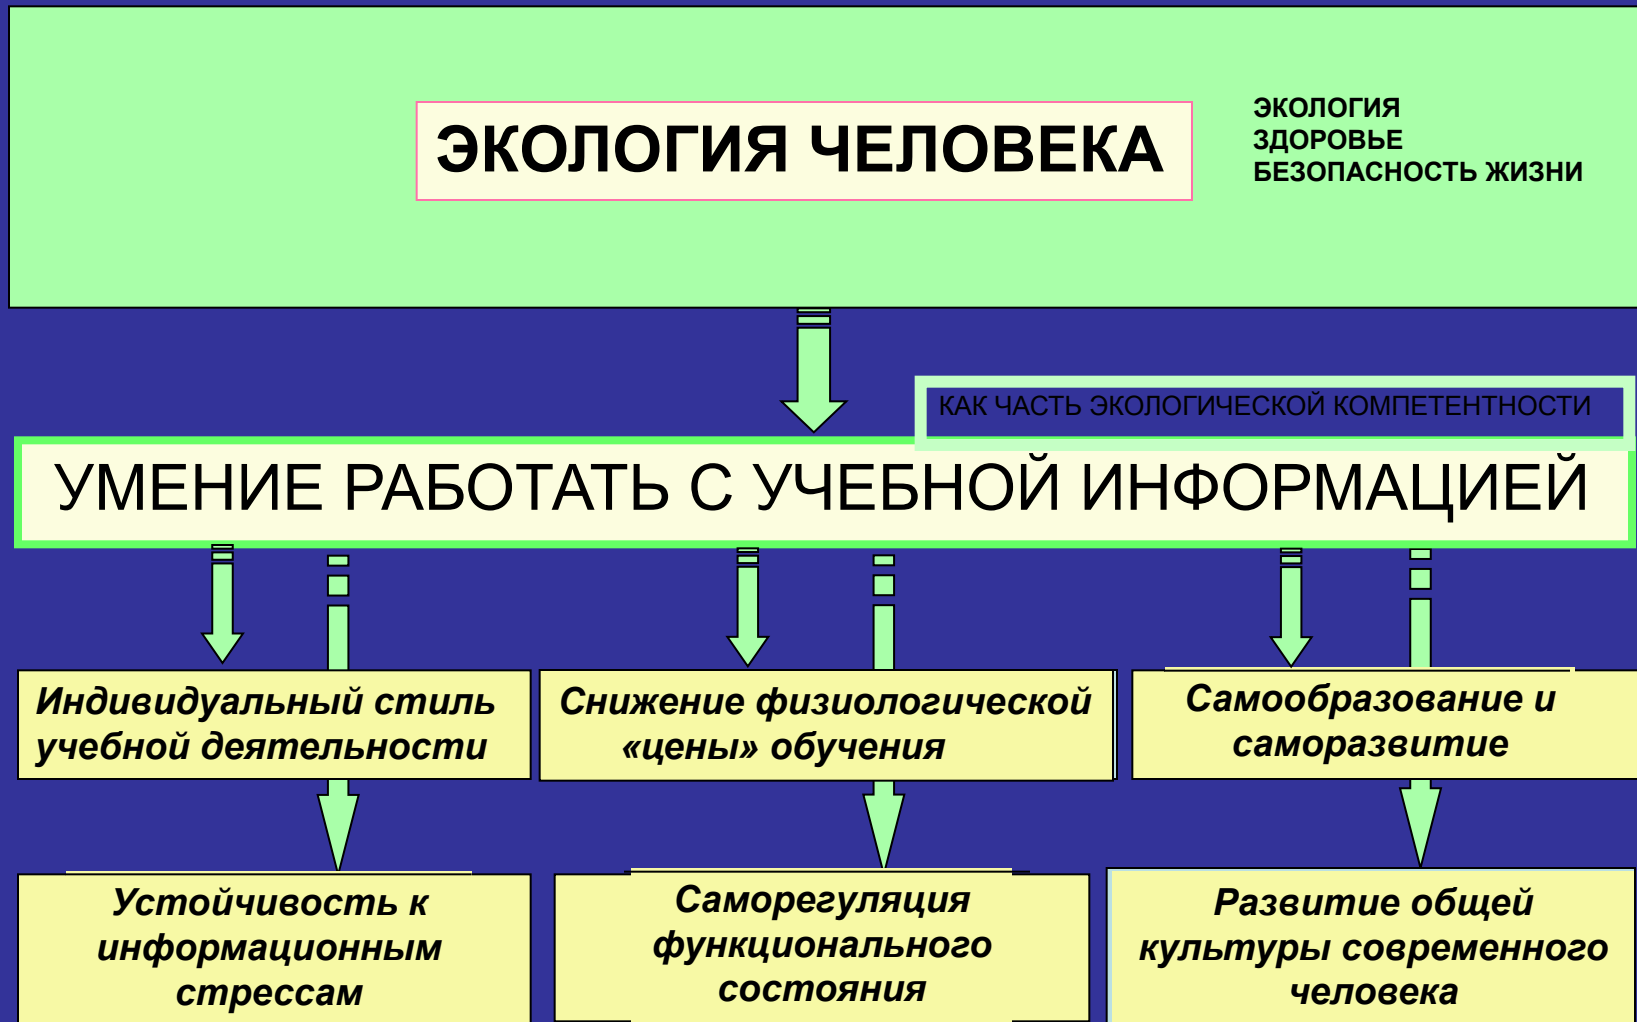 ЭКОЛОГИЯ ЧЕЛОВЕКА
ЭКОЛОГИЯ
ЗДОРОВЬЕ
БЕЗОПАСНОСТЬ ЖИЗНИ
КАК ЧАСТЬ ЭКОЛОГИЧЕСКОЙ КОМПЕТЕНТНОСТИ
УМЕНИЕ РАБОТАТЬ С УЧЕБНОЙ ИНФОРМАЦИЕЙ
Индивидуальный стиль
учебной деятельности
Снижение физиологической
«цены» обучения
Самообразование и
саморазвитие
Устойчивость к
информационным
стрессам
Саморегуляция
функционального
состояния
Развитие общей
культуры современного
человека